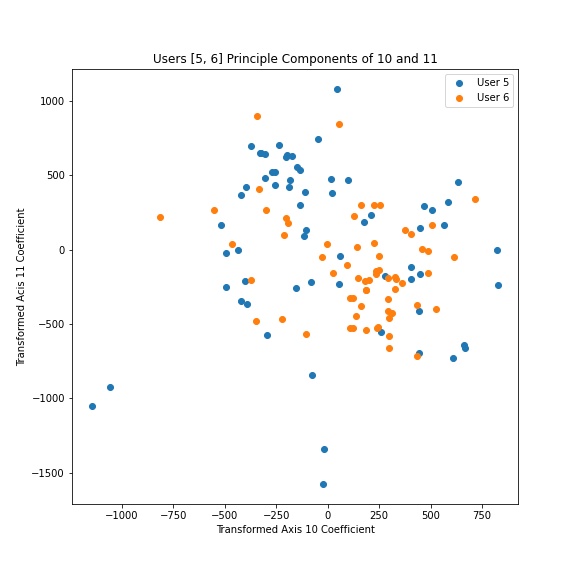 Users [5, 6] Principle Components of 10 and 11
User 5
User 6
Transformed Acis 11 Coefficient
1000
500
0
−500
−1000
−1500
−1000
−750
−500
−250
0
250
500
750
Transformed Axis 10 Coefficient